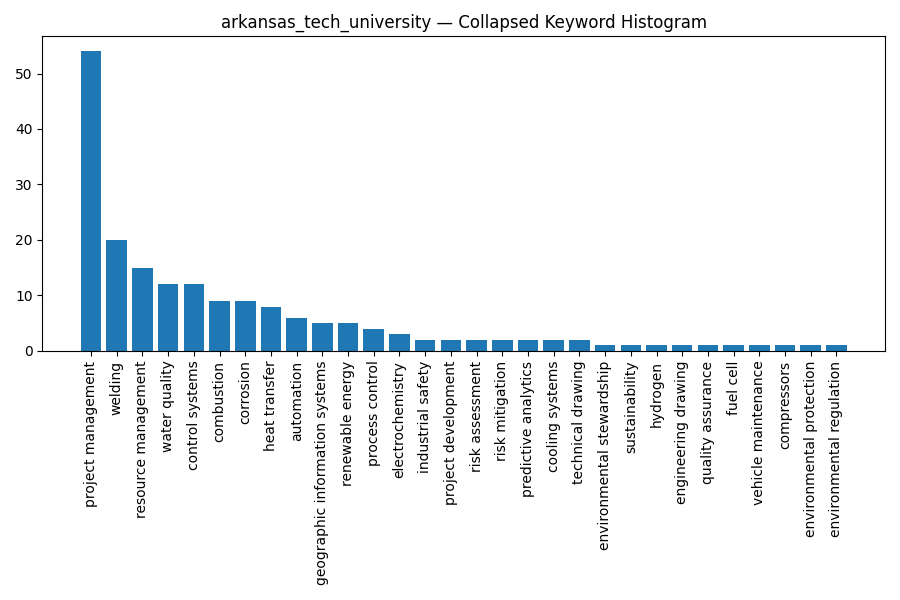 arkansas_tech_university — Collapsed Keyword Histogram
50
40
30
20
10
0
project management
welding
resource management
water quality
control systems
combustion
corrosion
heat transfer
automation
geographic information systems
renewable energy
process control
electrochemistry
industrial safety
project development
risk assessment
risk mitigation
predictive analytics
cooling systems
technical drawing
environmental stewardship
sustainability
hydrogen
engineering drawing
quality assurance
fuel cell
vehicle maintenance
compressors
environmental protection
environmental regulation